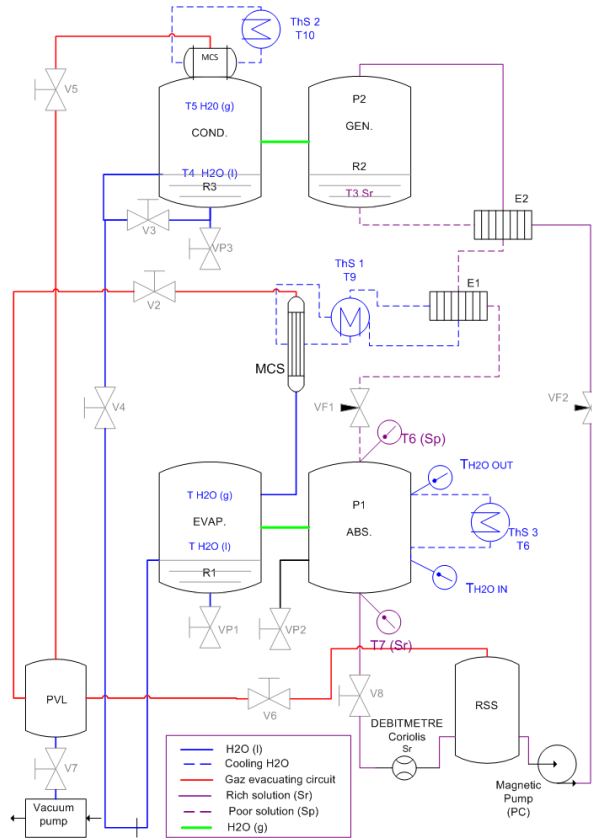 ThS 2
T10
MCS
V5
T5 H20 (g)
COND.
T4 H2O (l)
R3
P2
GEN.
R2
T3 Sr
V3
VP3
E2
ThS 1
T9
E1
V2
MCS
V4
VF1
VF2
T6 (Sp)
TH2O OUT
T H2O (g)
EVAP.
T H2O (l)
R1
P1
ABS.
ThS 3
T6
TH2O IN
VP1
VP2
T7 (Sr)
PVL
V6
V8
RSS
DEBITMETRE
Coriolis
Sr
V7
Vacuum
pump
Magnetic
Pump
(PC)
H2O (l)
Cooling H2O
Gaz evacuating circuit
Rich solution (Sr)
Poor solution (Sp)
H2O (g)